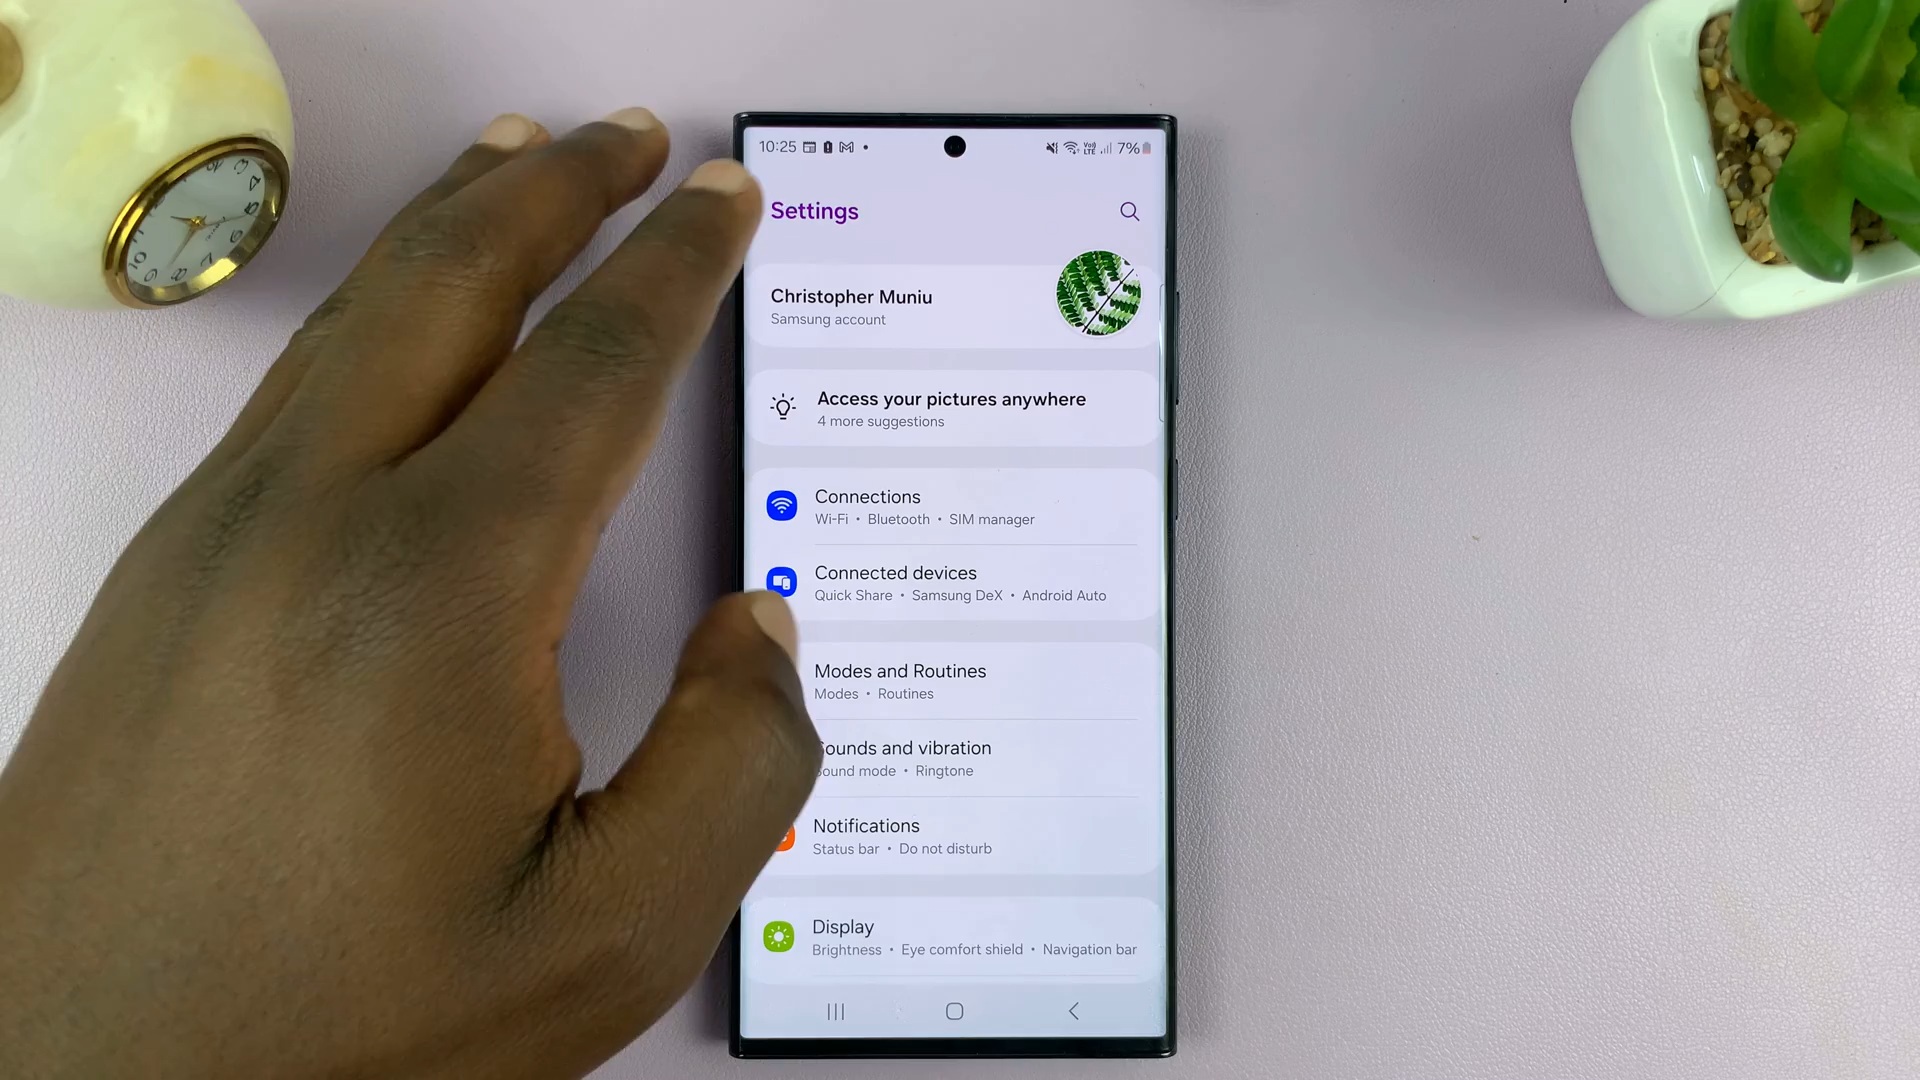 10:25
7%
Settings
Christopher Muniu
Samsung account
Access your pictures anywhere
4 more suggestions
Connections
Wi-Fi • Bluetooth • SIM manager
Connected devices
Quick Share • Samsung DeX • Android Auto
Modes and Routines
Modes • Routines
Sounds and vibration
Sound mode • Ringtone
Notifications
Status bar • Do not disturb
Display
Brightness • Eye comfort shield • Navigation bar